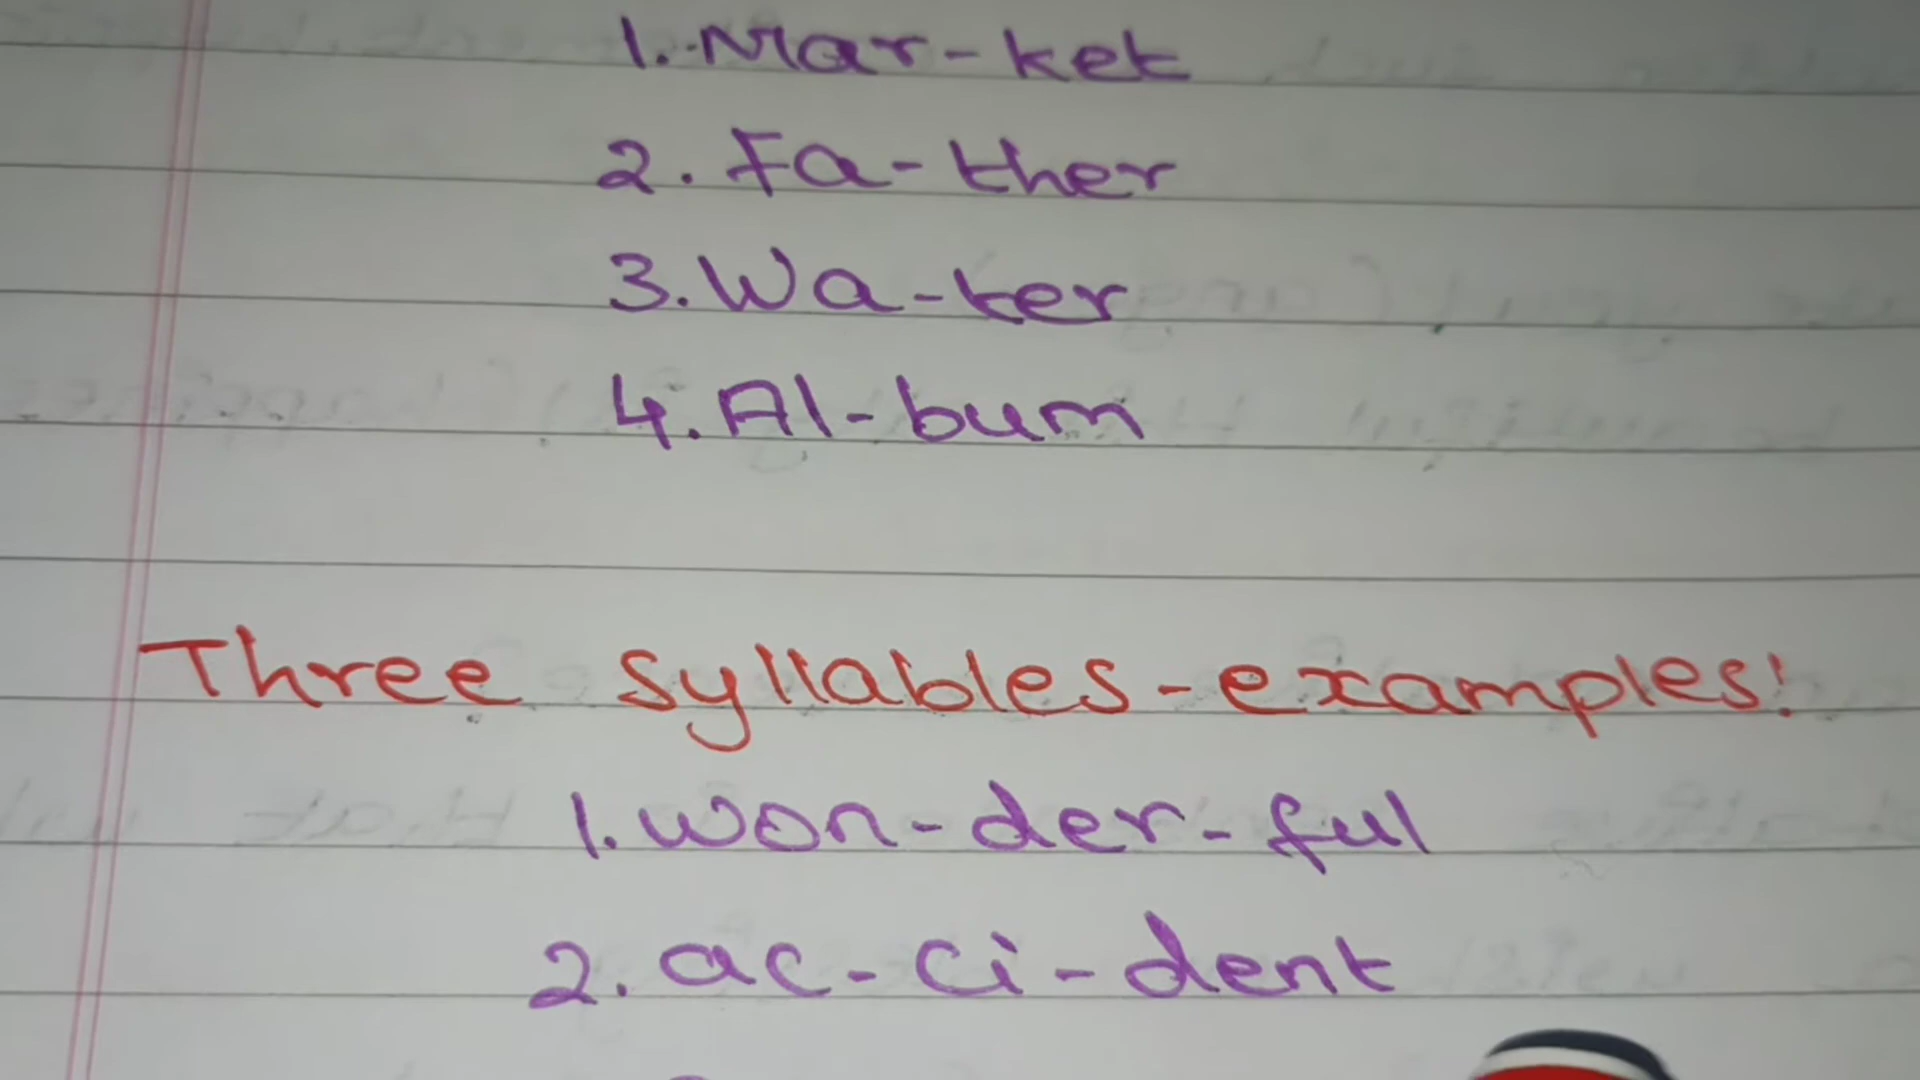 1. Mar-ket
2. Fa-ther
3. Wa-ter
4. Al-bum
Three syllables-examples:
1. won-der-ful
2. ac-ci-dent